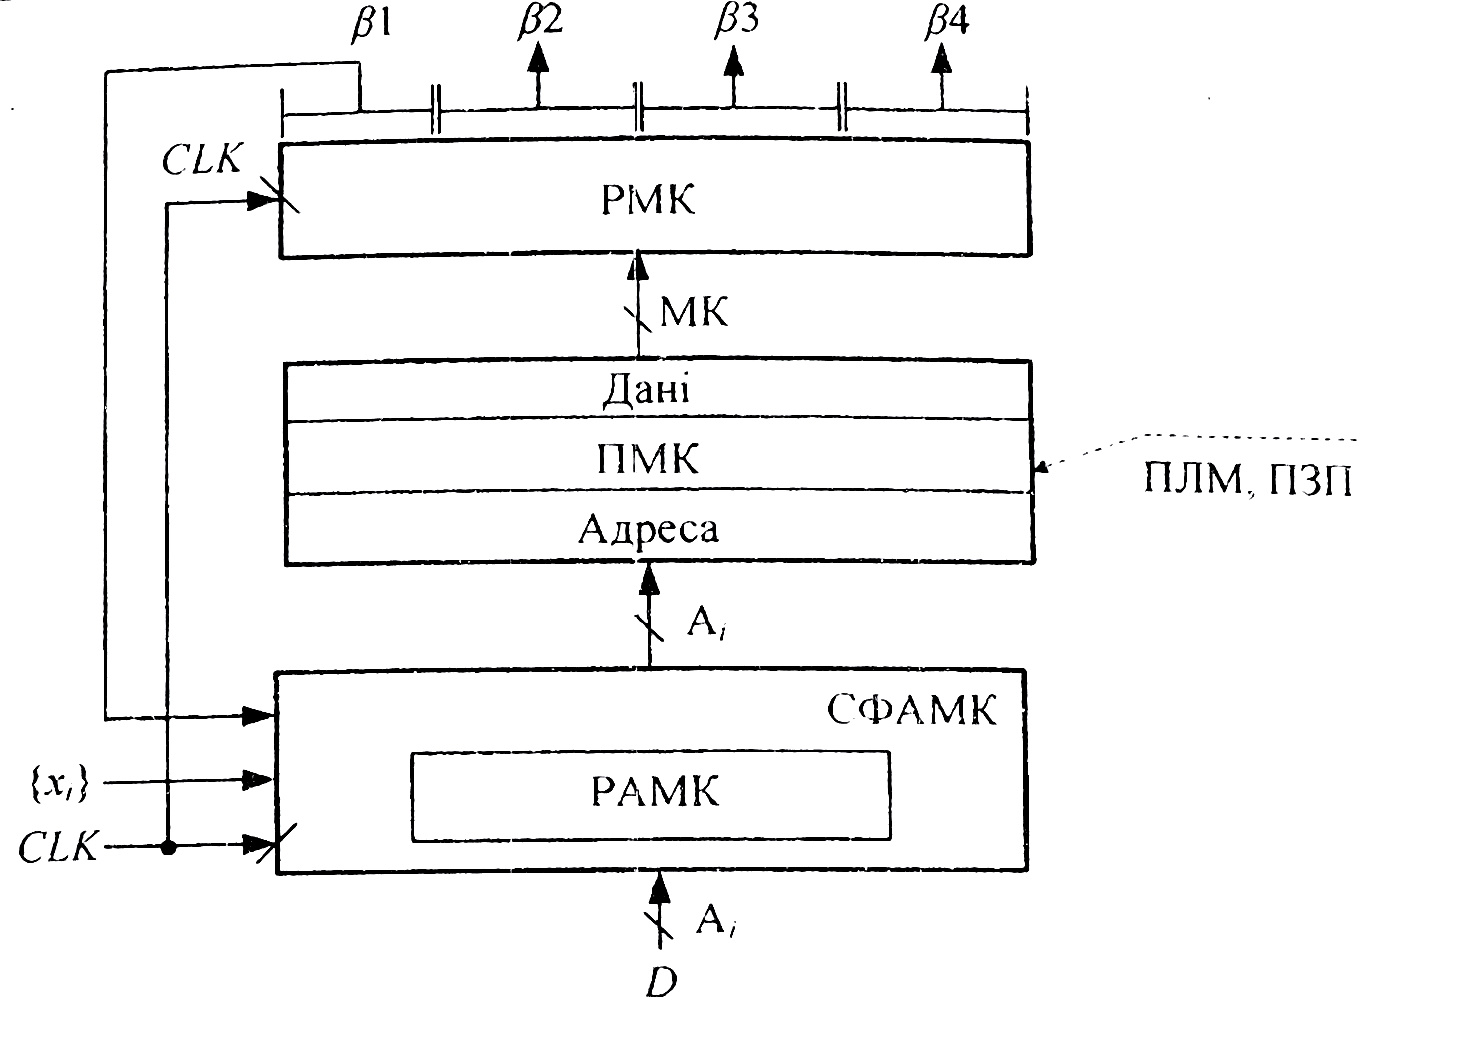 β1 β2 β3 β4
CLK
РМК
МК
Дані
ПМК
ПЛМ, ПЗП
Адреса
Aᵢ
СФАМК
{xᵢ}
РАМК
CLK
Aᵢ
D